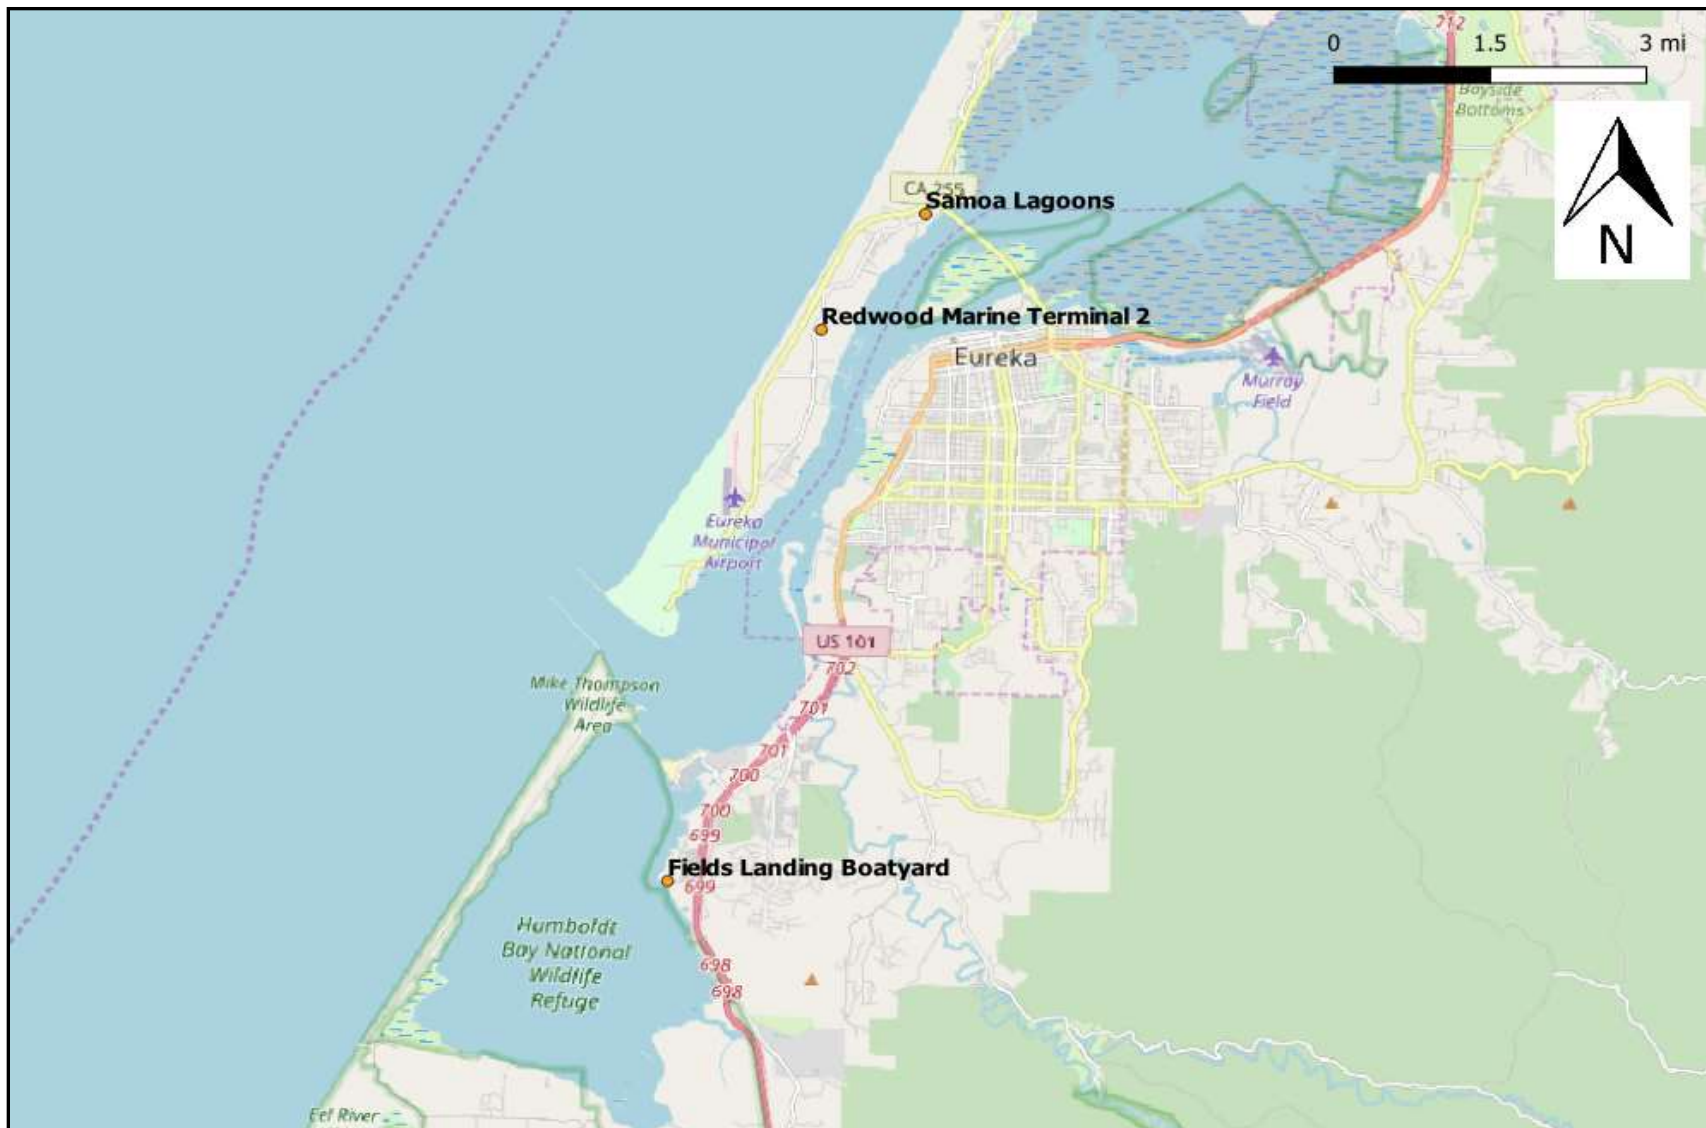 712
0 1.5 3 mi
Bayside
Bottoms
N
CA 255
Samoa Lagoons
Redwood Marine Terminal 2
Eureka
Murray
Field
Eureka
Municipal
Airport
US 101
702
Mike Thompson
Wildlife
Area
701
701
700
700
699
Fields Landing Boatyard
699
Humboldt
Bay National
Wildlife
Refuge
698
698
Eel River